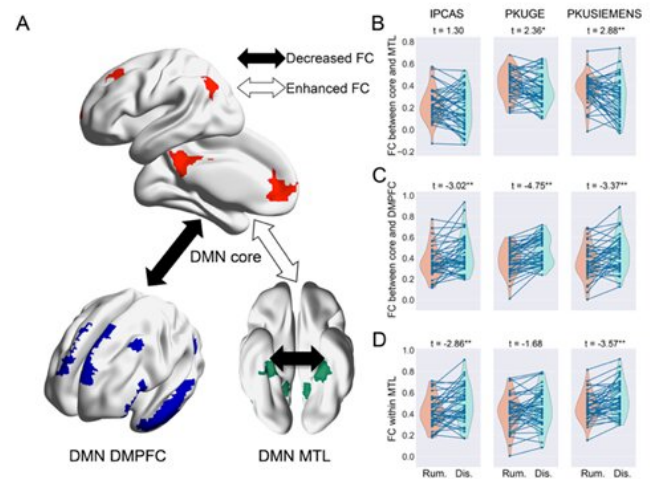 A
Decreased FC
Enhanced FC
DMN core
DMN DMPFC
DMN MTL
B
IPCAS
PKUGE
PKUSIEMENS
t = 1.30
t = 2.36*
t = 2.88**
FC between core and MTL
0.8
0.6
0.4
0.2
0.0
−0.2
C
t = -3.02**
t = -4.75**
t = -3.37**
FC between core and DMPFC
1.0
0.8
0.6
0.4
0.2
0.0
D
t = -2.86**
t = -1.68
t = -3.57**
FC within MTL
1.0
0.8
0.6
0.4
0.2
0.0
Rum. Dis.
Rum. Dis.
Rum. Dis.